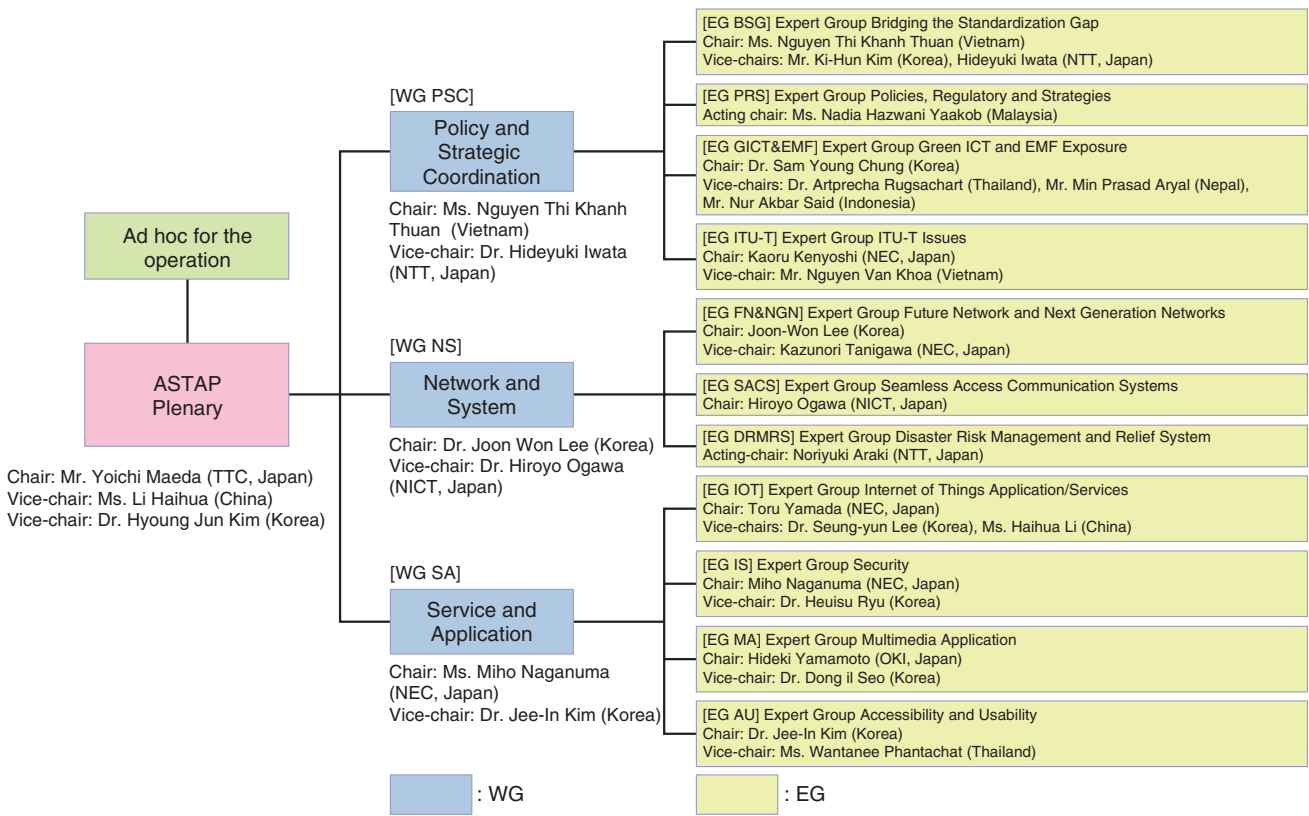 Ad hoc for the
operation
ASTAP
Plenary
Chair: Mr. Yoichi Maeda (TTC, Japan)
Vice-chair: Ms. Li Haihua (China)
Vice-chair: Dr. Hyoung Jun Kim (Korea)
[WG PSC]
Policy and
Strategic
Coordination
Chair: Ms. Nguyen Thi Khanh
Thuan (Vietnam)
Vice-chair: Dr. Hideyuki Iwata
(NTT, Japan)
[WG NS]
Network and
System
Chair: Dr. Joon Won Lee (Korea)
Vice-chair: Dr. Hiroyo Ogawa
(NICT, Japan)
[WG SA]
Service and
Application
Chair: Ms. Miho Naganuma
(NEC, Japan)
Vice-chair: Dr. Jee-In Kim (Korea)
[EG BSG] Expert Group Bridging the Standardization Gap
Chair: Ms. Nguyen Thi Khanh Thuan (Vietnam)
Vice-chairs: Mr. Ki-Hun Kim (Korea), Hideyuki Iwata (NTT, Japan)
[EG PRS] Expert Group Policies, Regulatory and Strategies
Acting chair: Ms. Nadia Hazwani Yaakob (Malaysia)
[EG GICT&EMF] Expert Group Green ICT and EMF Exposure
Chair: Dr. Sam Young Chung (Korea)
Vice-chairs: Dr. Artprecha Rugsachart (Thailand), Mr. Min Prasad Aryal (Nepal),
Mr. Nur Akbar Said (Indonesia)
[EG ITU-T] Expert Group ITU-T Issues
Chair: Kaoru Kenyoshi (NEC, Japan)
Vice-chair: Mr. Nguyen Van Khoa (Vietnam)
[EG FN&NGN] Expert Group Future Network and Next Generation Networks
Chair: Joon-Won Lee (Korea)
Vice-chair: Kazunori Tanigawa (NEC, Japan)
[EG SACS] Expert Group Seamless Access Communication Systems
Chair: Hiroyo Ogawa (NICT, Japan)
[EG DRMRS] Expert Group Disaster Risk Management and Relief System
Acting-chair: Noriyuki Araki (NTT, Japan)
[EG IOT] Expert Group Internet of Things Application/Services
Chair: Toru Yamada (NEC, Japan)
Vice-chairs: Dr. Seung-yun Lee (Korea), Ms. Haihua Li (China)
[EG IS] Expert Group Security
Chair: Miho Naganuma (NEC, Japan)
Vice-chair: Dr. Heuisu Ryu (Korea)
[EG MA] Expert Group Multimedia Application
Chair: Hideki Yamamoto (OKI, Japan)
Vice-chair: Dr. Dong il Seo (Korea)
[EG AU] Expert Group Accessibility and Usability
Chair: Dr. Jee-In Kim (Korea)
Vice-chair: Ms. Wantanee Phantachat (Thailand)
: WG
: EG